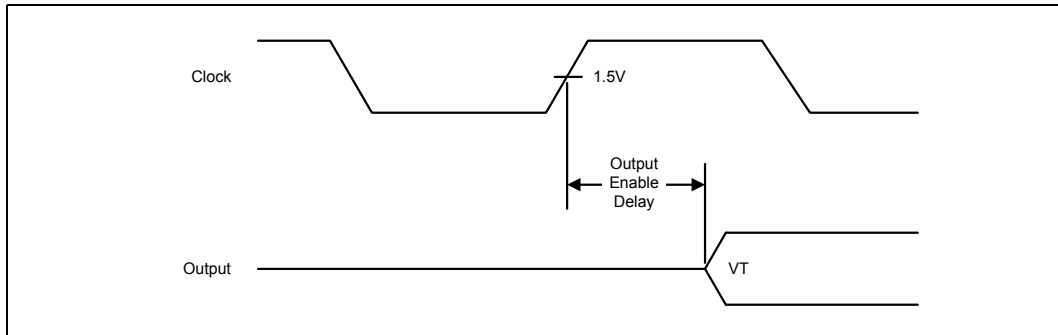 Clock
1.5V
Output
Enable
Delay
Output
VT